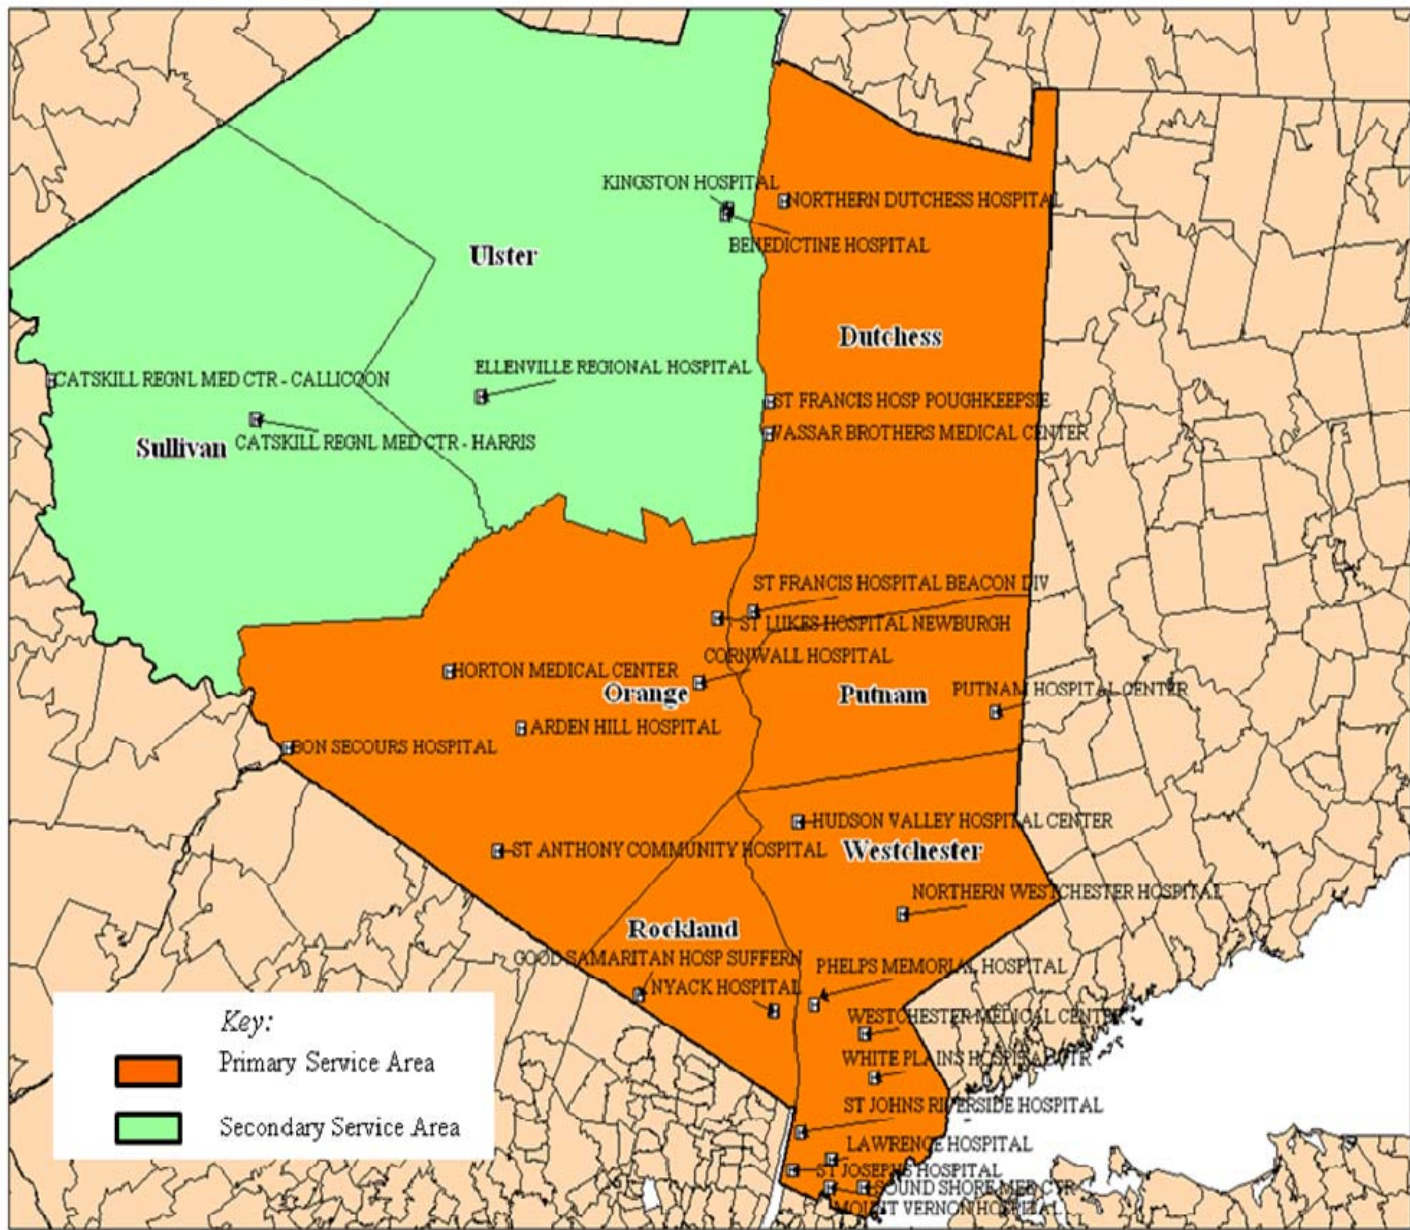 KINGSTON HOSPITAL
NORTHERN DUTCHESS HOSPITAL
BENEDICTINE HOSPITAL
Ulster
Dutchess
ELLENVILLE REGIONAL HOSPITAL
CATSKILL REGNL MED CTR - CALLICOON
ST FRANCIS HOSP POUGHKEEPSIE
VASSAR BROTHERS MEDICAL CENTER
CATSKILL REGNL MED CTR - HARRIS
Sullivan
ST FRANCIS HOSPITAL BEACON DIV
ST LUKES HOSPITAL NEWBURGH
CORNWALL HOSPITAL
HORTON MEDICAL CENTER
Orange
Putnam
PUTNAM HOSPITAL CENTER
ARDEN HILL HOSPITAL
BON SECOURS HOSPITAL
HUDSON VALLEY HOSPITAL CENTER
ST ANTHONY COMMUNITY HOSPITAL
Westchester
NORTHERN WESTCHESTER HOSPITAL
Rockland
GOOD SAMARITAN HOSP SUFFERN
PHELPS MEMORIAL HOSPITAL
NYACK HOSPITAL
WESTCHESTER MEDICAL CENTER
WHITE PLAINS HOSPITAL CTR
ST JOHNS RIVERSIDE HOSPITAL
LAWRENCE HOSPITAL
ST JOSEPHS HOSPITAL
SOUND SHORE MED CTR
MOUNT VERNON HOSPITAL
Key:
Primary Service Area
Secondary Service Area